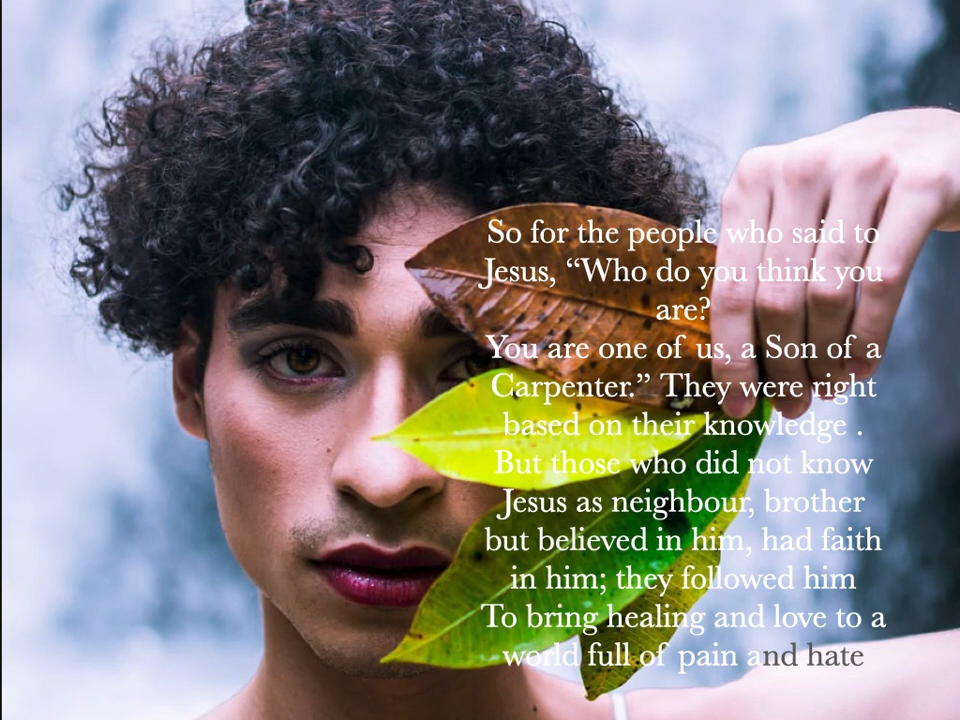 So for the people who said to
Jesus, “Who do you think you
are?
You are one of us, a Son of a
Carpenter.” They were right
based on their knowledge .
But those who did not know
Jesus as neighbour, brother
but believed in him, had faith
in him; they followed him
To bring healing and love to a
world full of pain and hate